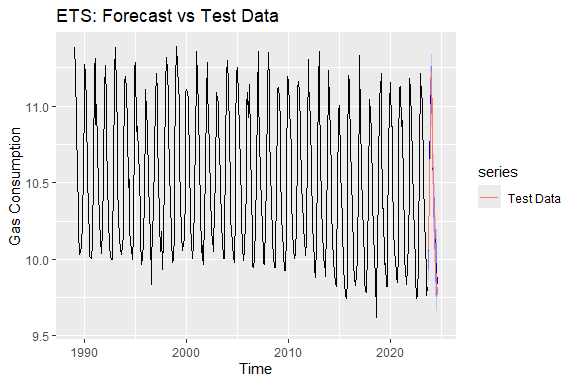 ETS: Forecast vs Test Data
11.0
10.5
10.0
9.5
Gas Consumption
1990
2000
2010
2020
Time
series
Test Data